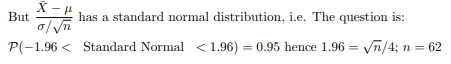 But X̄ − μ / σ/√n has a standard normal distribution, i.e. The question is:
P(−1.96 < Standard Normal < 1.96) = 0.95 hence 1.96 = √n/4; n = 62